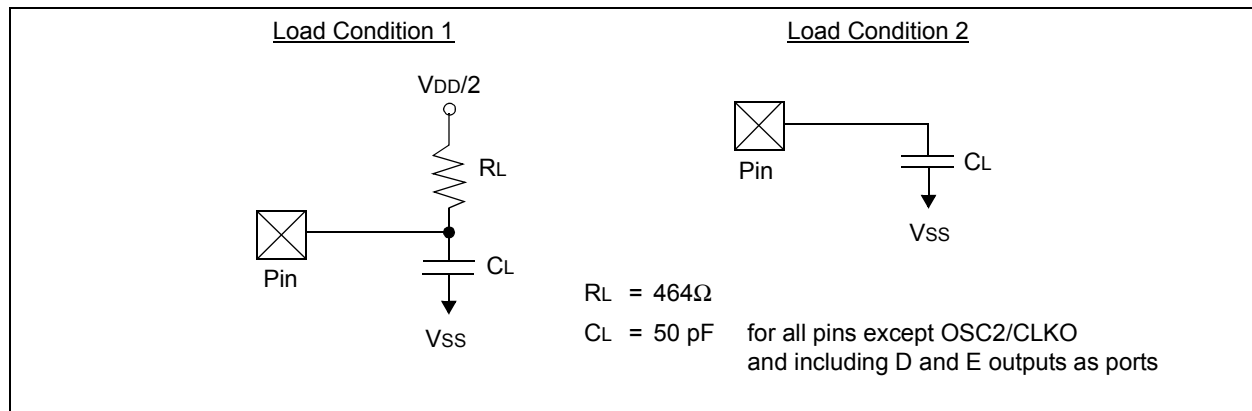 Load Condition 1
VDD/2
RL
Pin
CL
VSS
Load Condition 2
Pin
CL
VSS
RL = 464Ω
CL = 50 pF for all pins except OSC2/CLKO
and including D and E outputs as ports